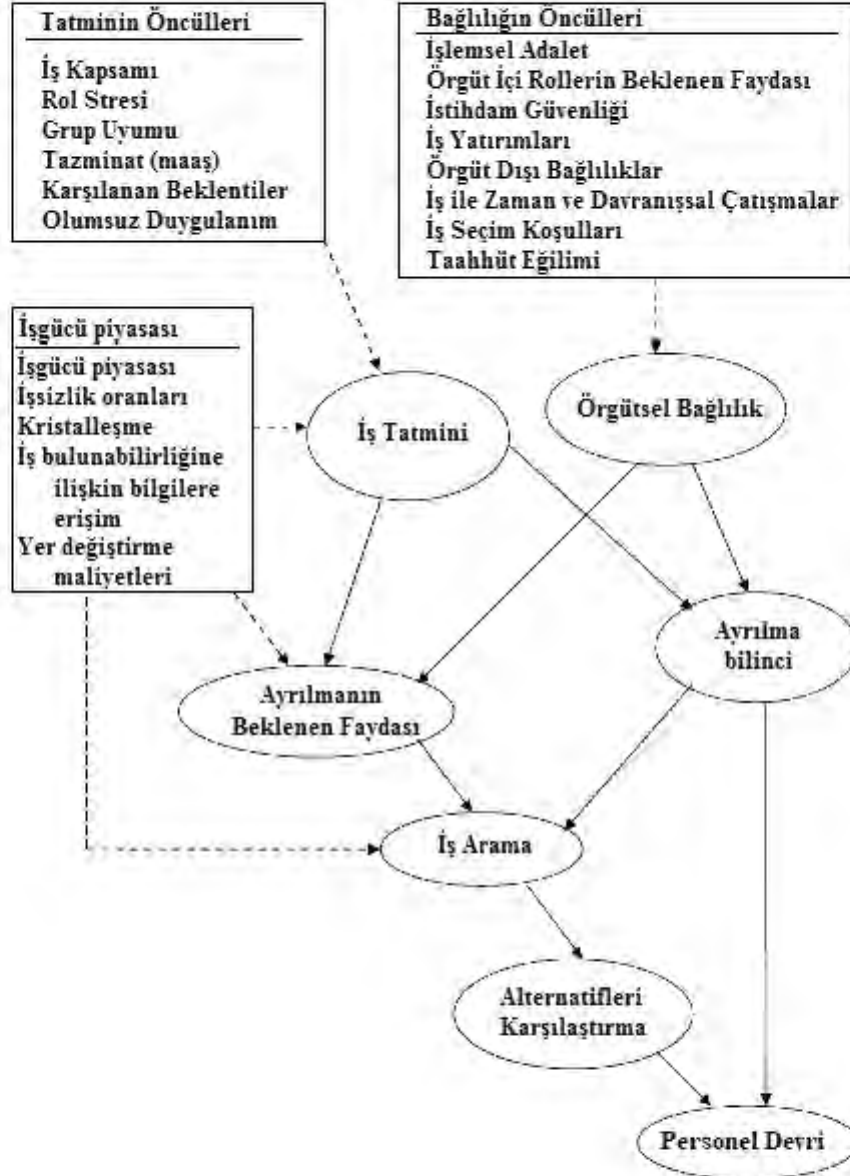 Tatminin Öncülleri
İş Kapsamı
Rol Stresi
Grup Uyumu
Tazminat (maaş)
Karşılanan Beklentiler
Olumsuz Duygulanım
Bağlılığın Öncülleri
İşlemsel Adalet
Örgüt İçi Rollerin Beklenen Faydası
İstihdam Güvenliği
İş Yatırımları
Örgüt Dışı Bağlılıklar
İş ile Zaman ve Davranışsal Çatışmalar
İş Seçim Koşulları
Taahhüt Eğilimi
İşgücü piyasası
İşgücü piyasası
İşsizlik oranları
Kristalleşme
İş bulunabilirliğine
ilişkin bilgilere
erişim
Yer değiştirme
maliyetleri
İş Tatmini
Örgütsel Bağlılık
Ayrılma
bilinci
Ayrılmanın
Beklenen Faydası
İş Arama
Alternatifleri
Karşılaştırma
Personel Devri